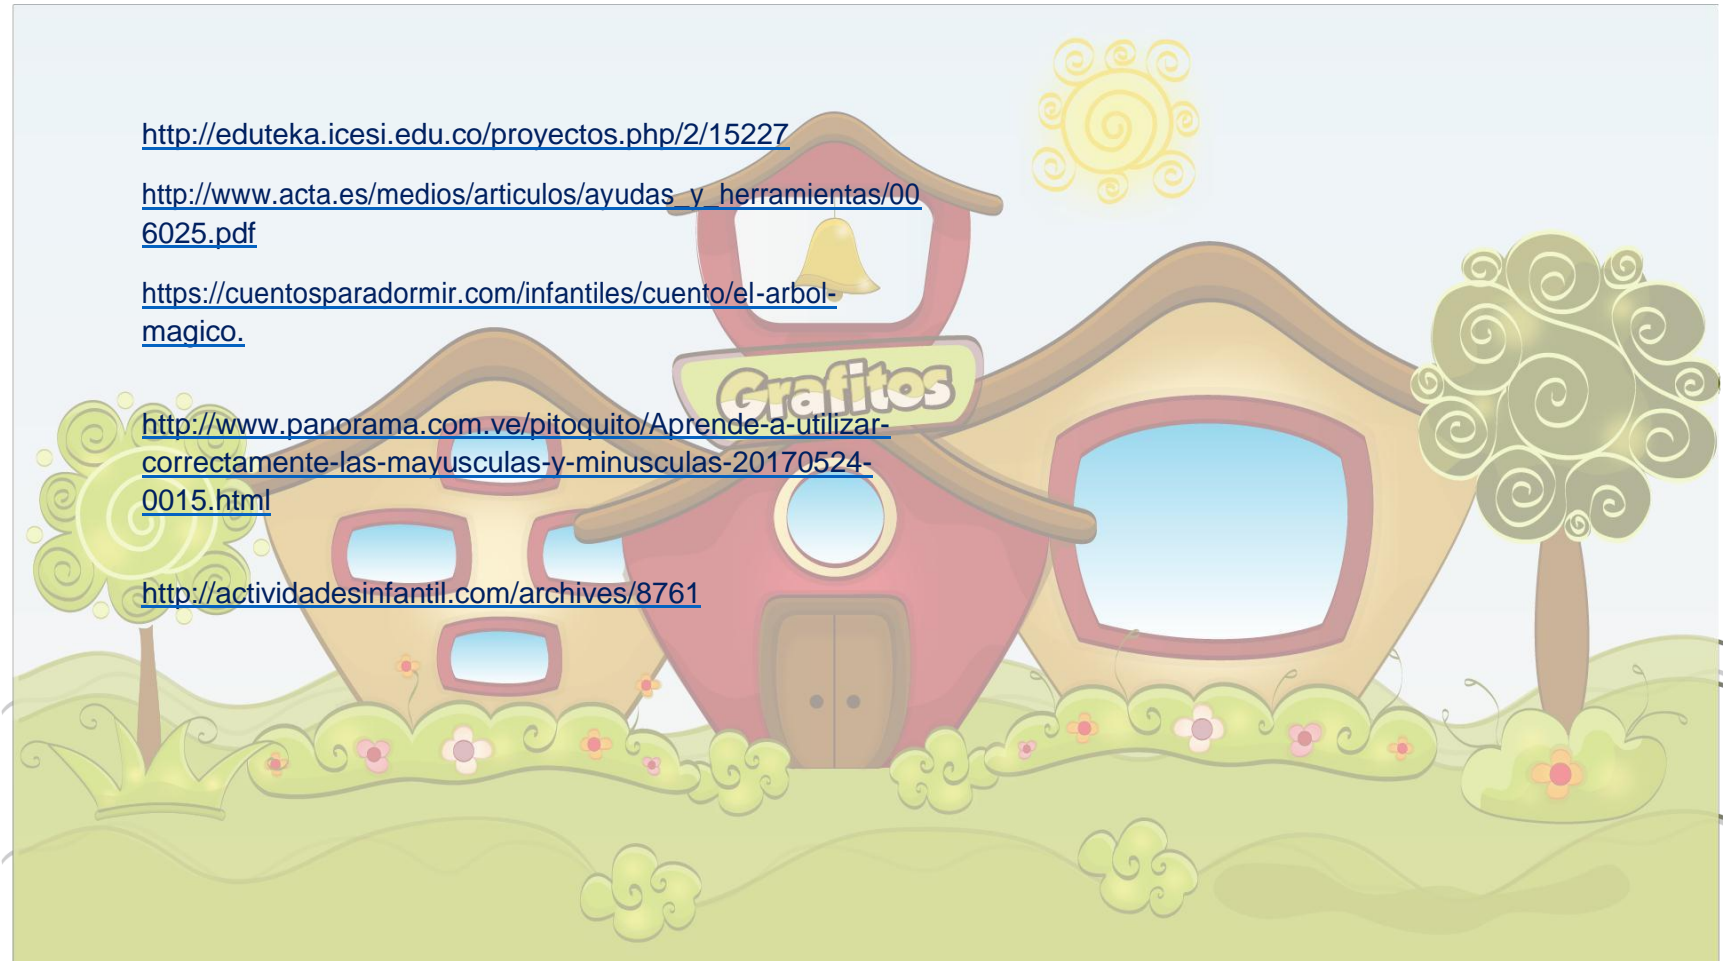 http://eduteka.icesi.edu.co/proyectos.php/2/15227
http://www.acta.es/medios/articulos/ayudas_y_herramientas/00
6025.pdf
https://cuentosparadormir.com/infantiles/cuento/el-arbol-
magico.
Grafitos
http://www.panorama.com.ve/pitoquito/Aprende-a-utilizar-
correctamente-las-mayusculas-y-minusculas-20170524-
0015.html
http://actividadesinfantil.com/archives/8761